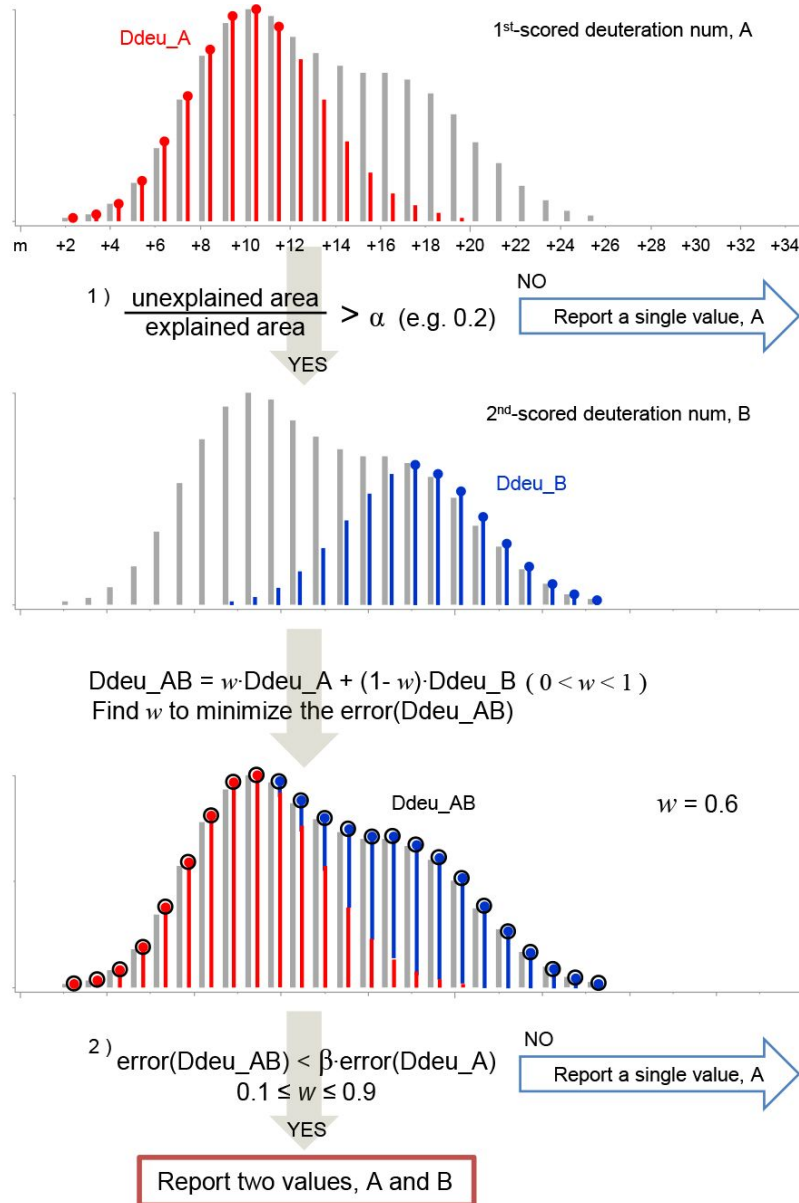 Ddeu_A
1st-scored deuteration num, A
m +2 +4 +6 +8 +10 +12 +14 +16 +18 +20 +22 +24 +26 +28 +30 +32 +34
1) unexplained area
explained area
> α (e.g. 0.2)
NO
Report a single value, A
YES
2nd-scored deuteration num, B
Ddeu_B
Ddeu_AB = w·Ddeu_A + (1- w)·Ddeu_B ( 0 < w < 1)
Find w to minimize the error(Ddeu_AB)
Ddeu_AB
w = 0.6
2) error(Ddeu_AB) < β·error(Ddeu_A)
0.1 ≤ w ≤ 0.9
NO
Report a single value, A
YES
Report two values, A and B